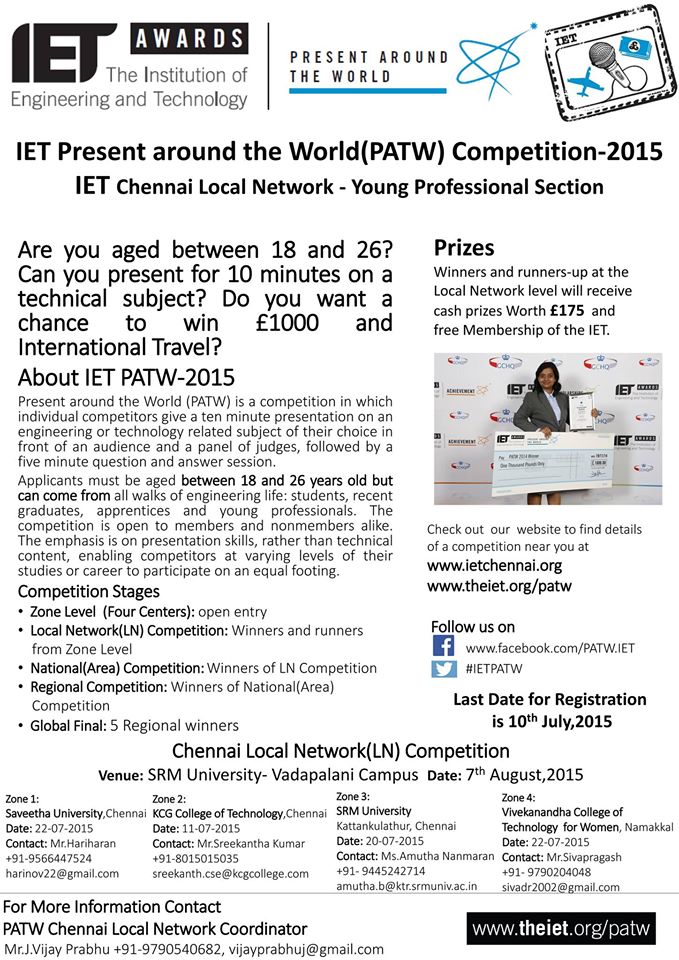 IET AWARDS
The Institution of
Engineering and Technology
PRESENT AROUND
THE WORLD
IET
IET Present around the World(PATW) Competition-2015
IET Chennai Local Network - Young Professional Section
Are you aged between 18 and 26?
Can you present for 10 minutes on a
technical subject? Do you want a
chance to win £1000 and
International Travel?
About IET PATW-2015
Present around the World (PATW) is a competition in which
individual competitors give a ten minute presentation on an
engineering or technology related subject of their choice in
front of an audience and a panel of judges, followed by a
five minute question and answer session.
Applicants must be aged between 18 and 26 years old but
can come from all walks of engineering life: students, recent
graduates, apprentices and young professionals. The
competition is open to members and nonmembers alike.
The emphasis is on presentation skills, rather than technical
content, enabling competitors at varying levels of their
studies or career to participate on an equal footing.
Competition Stages
• Zone Level (Four Centers): open entry
• Local Network(LN) Competition: Winners and runners
from Zone Level
• National(Area) Competition: Winners of LN Competition
• Regional Competition: Winners of National(Area)
Competition
• Global Final: 5 Regional winners
Prizes
Winners and runners-up at the
Local Network level will receive
cash prizes Worth £175 and
free Membership of the IET.
GCHQ
IET AWARDS
ACHIEVEMENT
PATW 2014 Winner
One Thousand Pounds Only
Check out our website to find details
of a competition near you at
www.ietchennai.org
www.theiet.org/patw
Follow us on
www.facebook.com/PATW.IET
#IETPATW
Last Date for Registration
is 10th July,2015
Chennai Local Network(LN) Competition
Venue: SRM University- Vadapalani Campus Date: 7th August,2015
Zone 1:
Saveetha University,Chennai
Date: 22-07-2015
Contact: Mr.Hariharan
+91-9566447524
harinov22@gmail.com
Zone 2:
KCG College of Technology,Chennai
Date: 11-07-2015
Contact: Mr.Sreekantha Kumar
+91-8015015035
sreekanth.cse@kcgcollege.com
Zone 3:
SRM University
Kattankulathur, Chennai
Date: 20-07-2015
Contact: Ms.Amutha Nanmaran
+91- 9445242714
amutha.b@ktr.srmuniv.ac.in
Zone 4:
Vivekanandha College of
Technology for Women, Namakkal
Date: 22-07-2015
Contact: Mr.Sivapragash
+91- 9790204048
sivadr2002@gmail.com
For More Information Contact
PATW Chennai Local Network Coordinator
Mr.J.Vijay Prabhu +91-9790540682, vijayprabhuj@gmail.com
www.theiet.org/patw